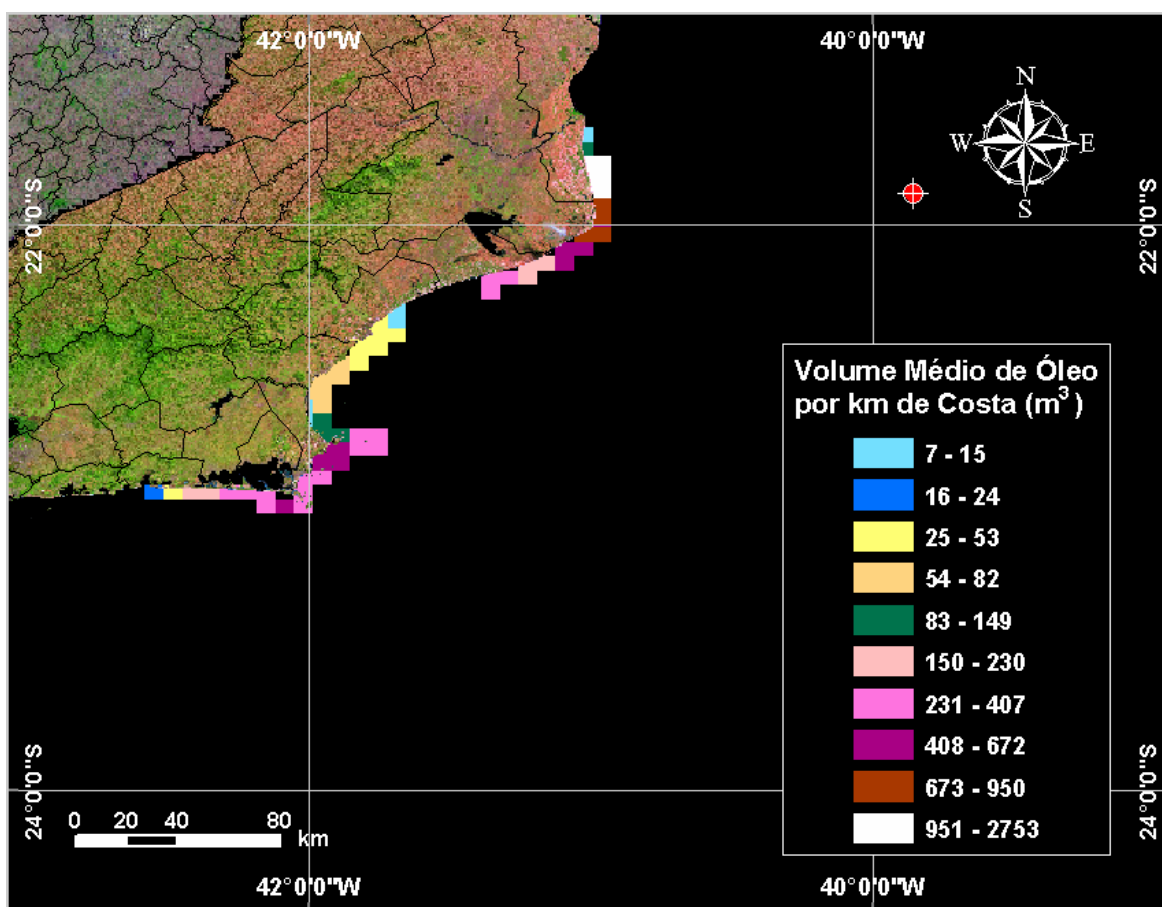 42°0'0"W
40°0'0"W
N
W
E
S
22°0'0"S
22°0'0"S
Volume Médio de Óleo
por km de Costa (m³)
7 - 15
16 - 24
25 - 53
54 - 82
83 - 149
150 - 230
231 - 407
408 - 672
673 - 950
951 - 2753
24°0'0"S
24°0'0"S
0 20 40 80
km
42°0'0"W
40°0'0"W